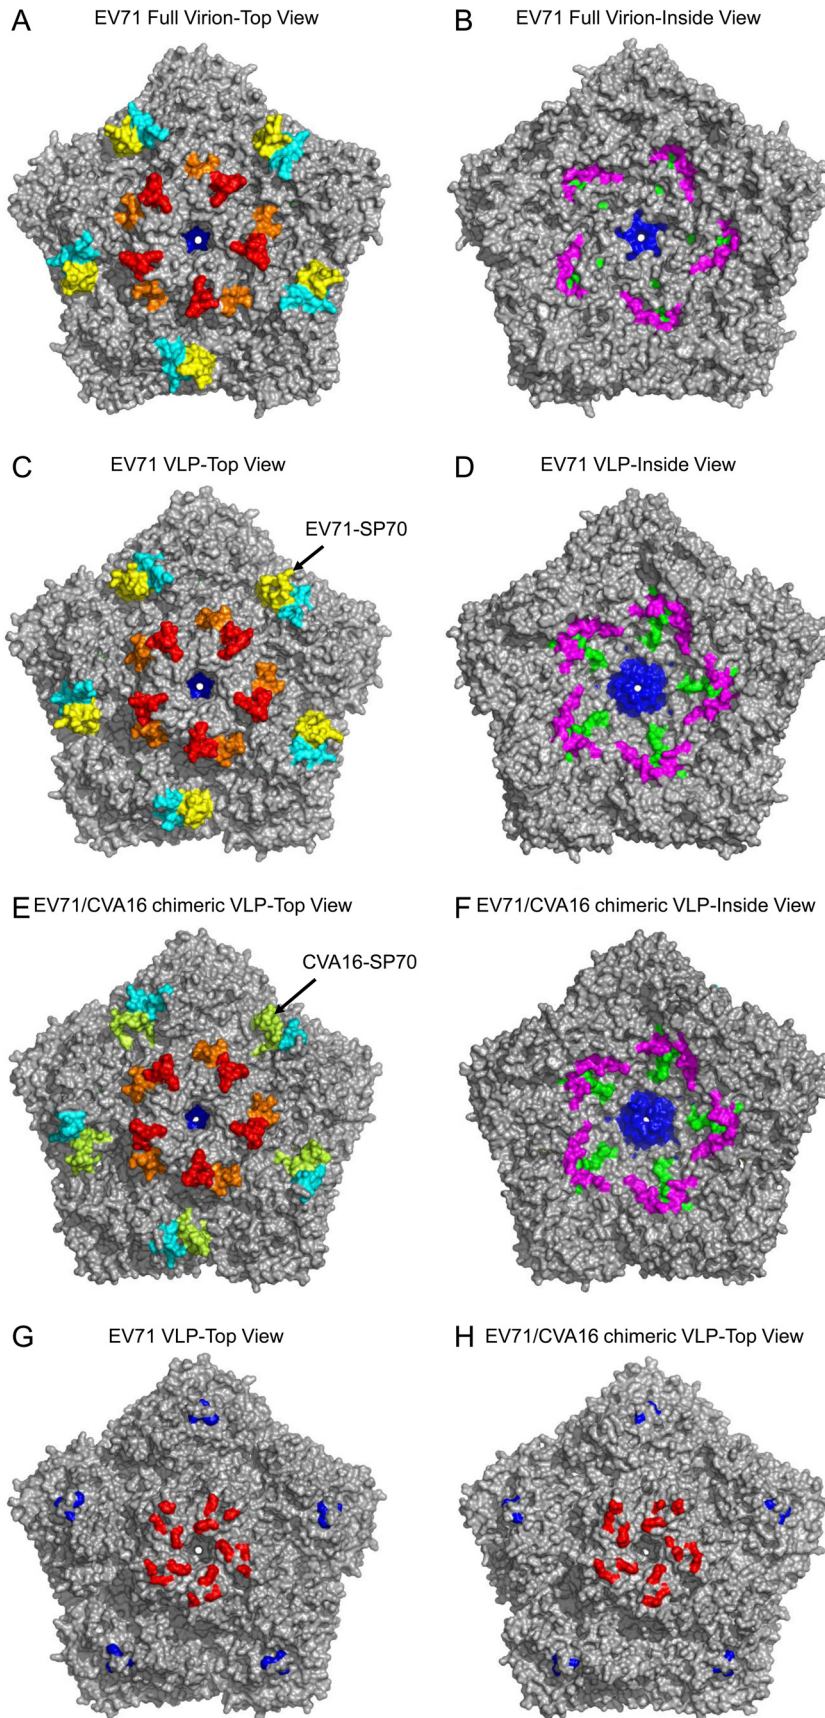 A EV71 Full Virion-Top View
B EV71 Full Virion-Inside View
C EV71 VLP-Top View
EV71-SP70
D EV71 VLP-Inside View
E EV71/CVA16 chimeric VLP-Top View
CVA16-SP70
F EV71/CVA16 chimeric VLP-Inside View
G EV71 VLP-Top View
H EV71/CVA16 chimeric VLP-Top View